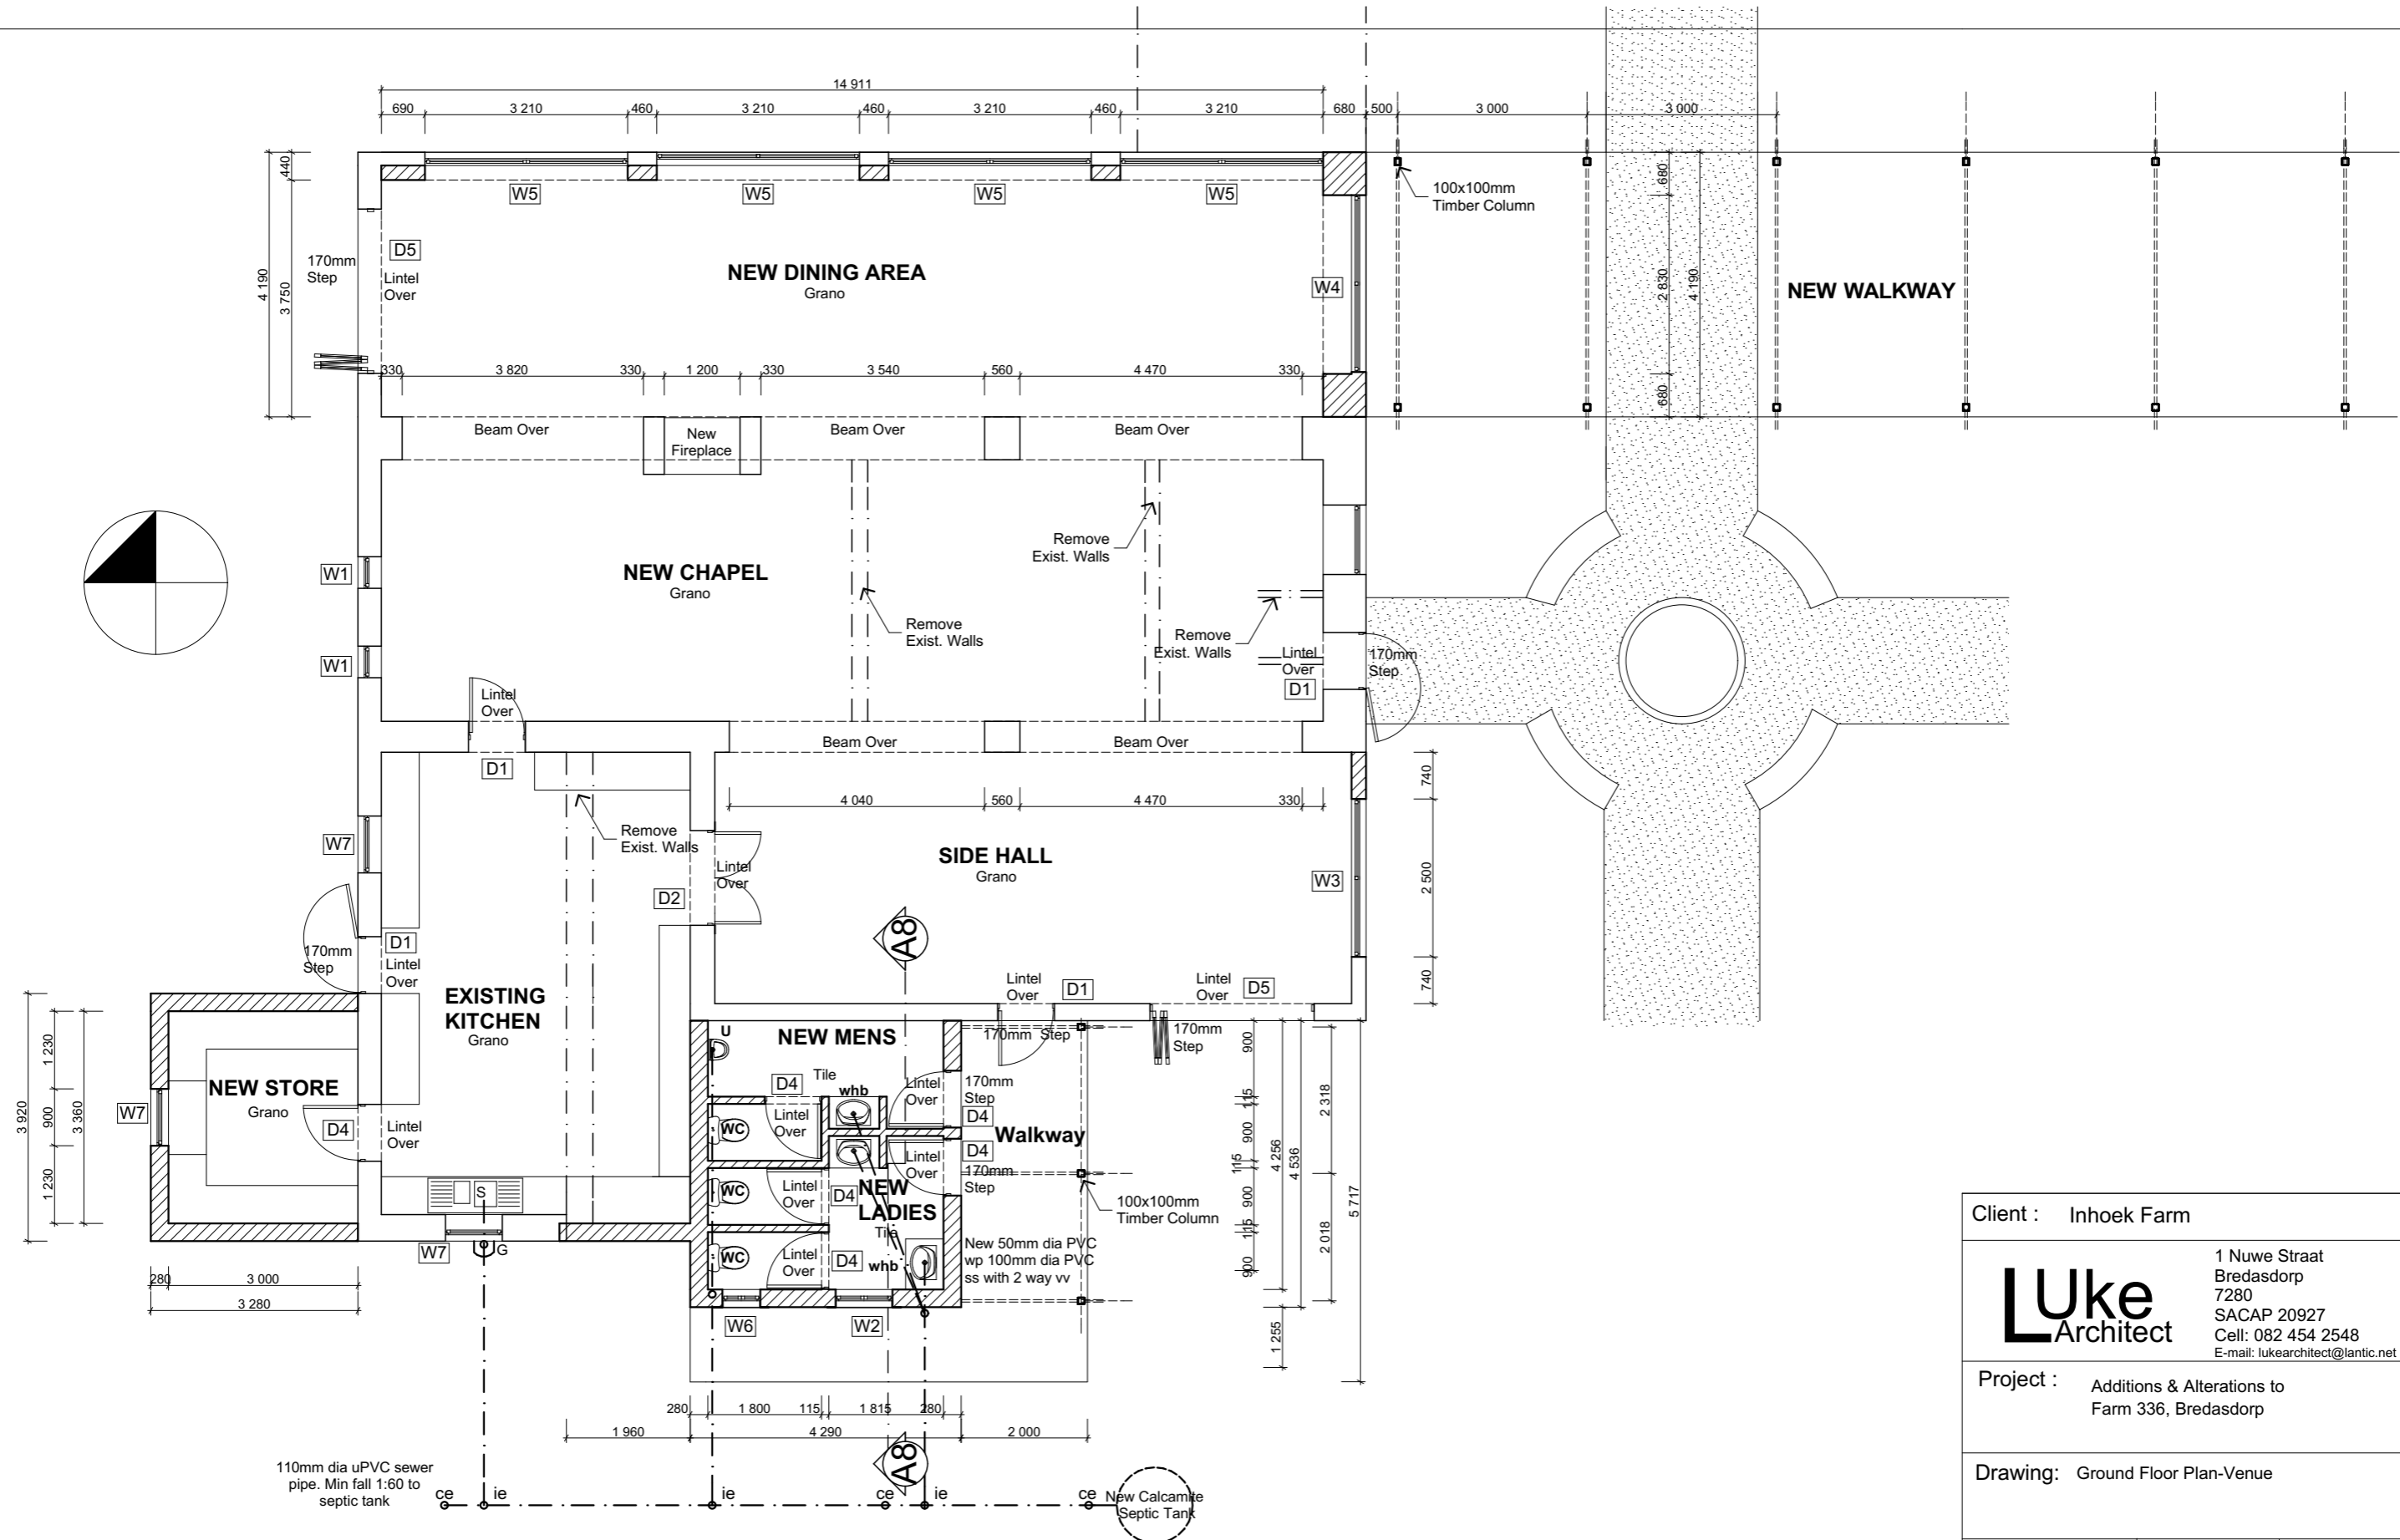 14 911
690 3 210 460 3 210 460 3 210 460 3 210 680 500 3 000 3 000
440
W5 W5 W5 W5
100x100mm
Timber Column
680
D5
170mm
Step
Lintel
Over
4 190
3 750
NEW DINING AREA
Grano
W4
2 830
4 190
NEW WALKWAY
330 3 820 330 1 200 330 3 540 560 4 470 330
680
Beam Over
New
Fireplace
Beam Over
Beam Over
Remove
Exist. Walls
W1
NEW CHAPEL
Grano
Remove
Exist. Walls
Remove
Exist. Walls
W1
Lintel
Over
D1
170mm
Step
Lintel
Over
Beam Over
Beam Over
D1
740
4 040 560 4 470 330
Remove
Exist. Walls
W7
Lintel
Over
D2
SIDE HALL
Grano
W3
2 500
A8
D1
Lintel
Over
170mm
Step
Lintel
Over
D1
Lintel
Over
D5
740
EXISTING
KITCHEN
Grano
U
NEW MENS
Tile
170mm Step
170mm
Step
3 920
1 230
900
1 230
3 360
W7
NEW STORE
Grano
D4
Lintel
Over
D4
Lintel
Over
whb
Lintel
Over
170mm
Step
D4
WC
Walkway
D4
170mm
Step
Lintel
Over
WC
Lintel
Over
D4
NEW
LADIES
Tile
whb
WC
Lintel
Over
D4
100x100mm
Timber Column
New 50mm dia PVC
wp 100mm dia PVC
ss with 2 way vv
900
115
900
115
900
115
900
4 256
4 536
2 318
2 018
5 717
1 255
S
W7
G
W6
W2
280 3 000
3 280
280 1 800 115 1 815 280
1 960 4 290 2 000
A8
110mm dia uPVC sewer
pipe. Min fall 1:60 to
septic tank
ce ie ie ce ie ce
New Calcamite
Septic Tank
Client : Inhoek Farm
LUke
Architect
1 Nuwe Straat
Bredasdorp
7280
SACAP 20927
Cell: 082 454 2548
E-mail: lukearchitect@lantic.net
Project : Additions & Alterations to
Farm 336, Bredasdorp
Drawing: Ground Floor Plan-Venue